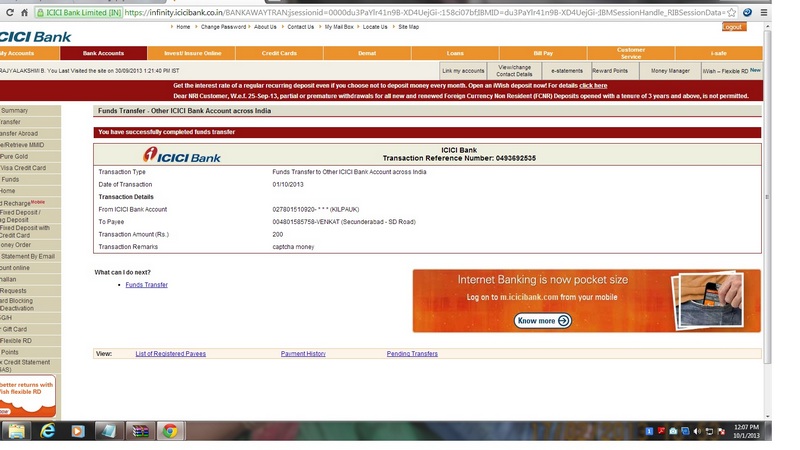 ICICI Bank Limited [IN] https://infinity.icicibank.co.in/BANKAWAYTRAN;jsessionid=
Home Change Password About Us Contact Us My Mail Box Locate Us Site Map
Logout
ICICI Bank
My Accounts Bank Accounts Invest/ Insure Online Credit Cards Demat Loans Bill Pay Customer Service i-safe
RAJYALAKSHMI B. You Last Visited the site on 30/09/2013 1:21:40 PM IST
Link my accounts View/change Contact Details e-statements Reward Points Money Manager iWish – Flexible RD New
Get the interest rate of a regular recurring deposit even if you choose not to deposit money every month. Open an iWish deposit now! For details click here
Dear NRI Customer, W.e.f. 25-Sep-13, partial or premature withdrawals for all new and renewed Foreign Currency Non Resident (FCNR) Deposits opened with a tenure of 3 years and above, is not permitted.
Summary
Transfer
ansfer Abroad
e/Retrieve MMID
Pure Gold
Visa Credit Card
Funds
Home
d Recharge Mobile
Fixed Deposit /
ng Deposit
Fixed Deposit with
Credit Card
oney Order
Statement By Email
ount online
hallan
Requests
ard Blocking
Deactivation
G/H
r Gift Card
Flexible RD
Points
x Credit Statement
AS)
better returns with
ish flexible RD
Funds Transfer - Other ICICI Bank Account across India
You have successfully completed funds transfer
ICICI Bank
ICICI Bank
Transaction Reference Number: 0493692535
Transaction Type Funds Transfer to Other ICICI Bank Account across India
Date of Transaction 01/10/2013
Transaction Details
From ICICI Bank Account 027801510920- * * * (KILPAUK)
To Payee 004801585758-VENKAT (Secunderabad - SD Road)
Transaction Amount (Rs.) 200
Transaction Remarks captcha money
What can I do next?
Funds Transfer
Internet Banking is now pocket size
Log on to m.icicibank.com from your mobile
Know more
View: List of Registered Payees Payment History Pending Transfers
12:07 PM
10/1/2013